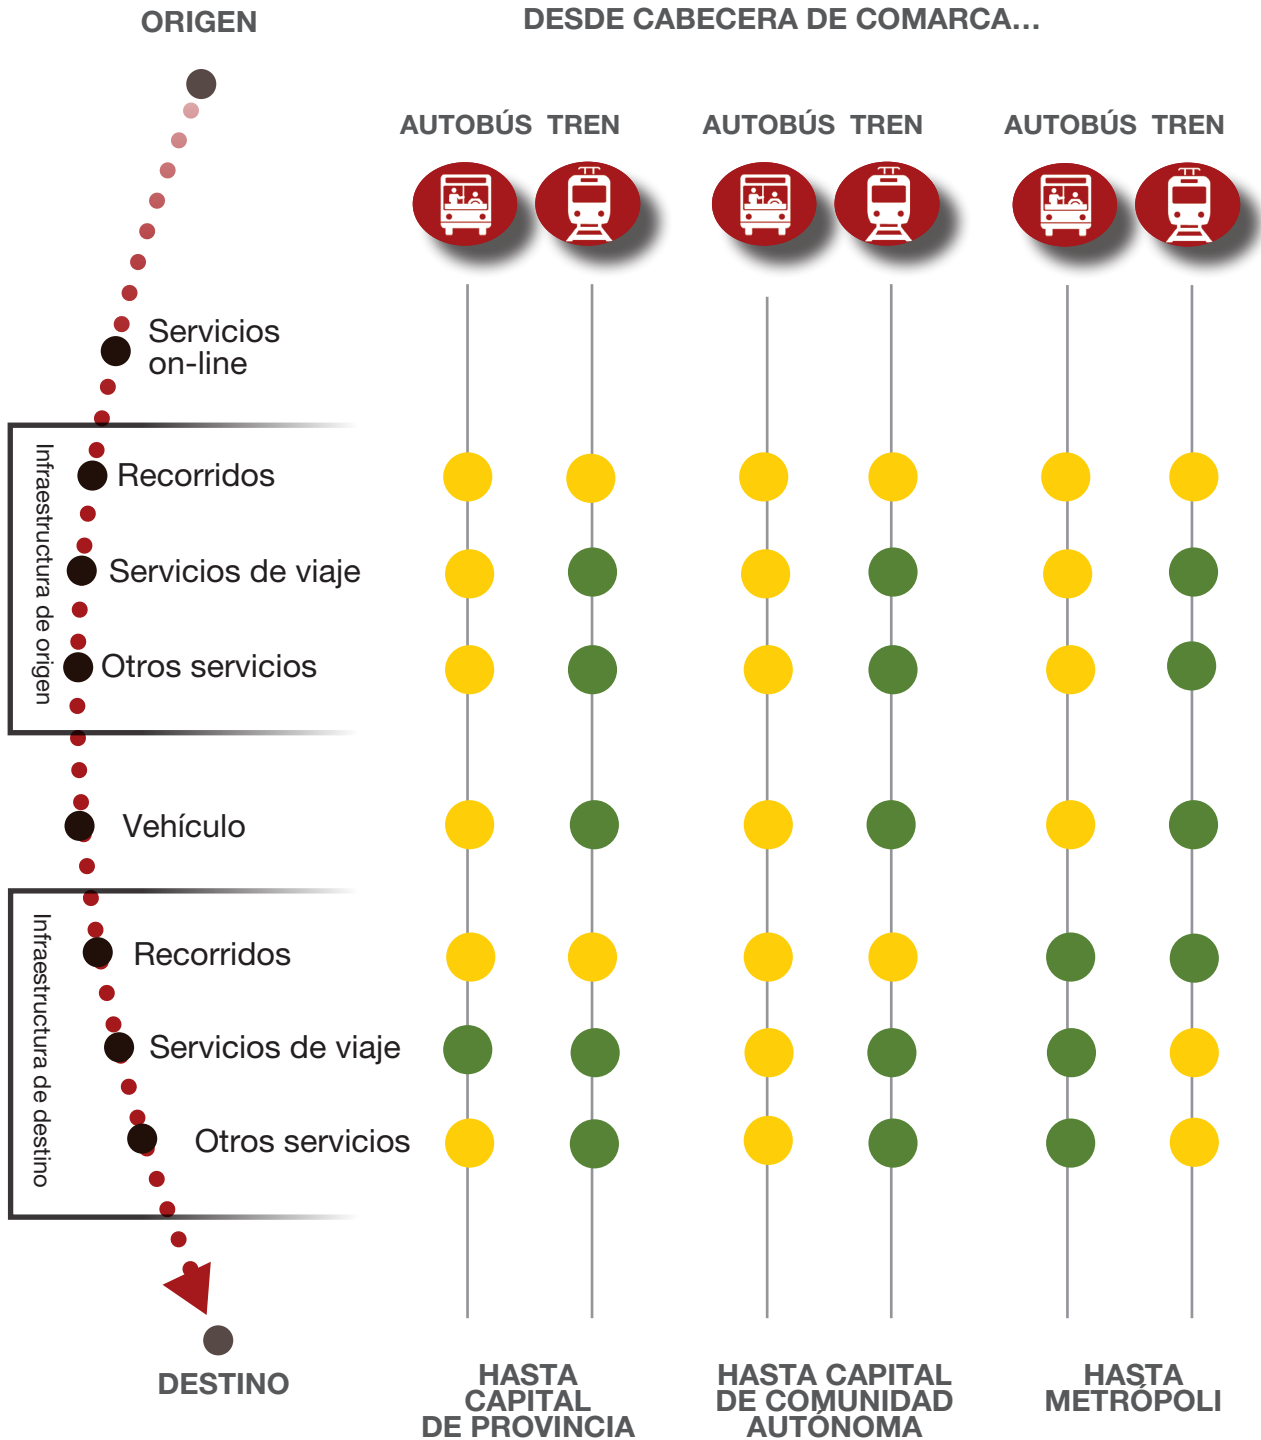 ORIGEN
DESDE CABECERA DE COMARCA...
AUTOBÚS TREN
AUTOBÚS TREN
AUTOBÚS TREN
Servicios
on-line
Infraestructura de origen
Recorridos
Servicios de viaje
Otros servicios
Vehículo
Infraestructura de destino
Recorridos
Servicios de viaje
Otros servicios
DESTINO
HASTA
CAPITAL
DE PROVINCIA
HASTA CAPITAL
DE COMUNIDAD
AUTÓNOMA
HASTA
METRÓPOLI